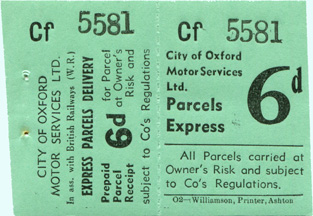 Cf 5581
CITY OF OXFORD
MOTOR SERVICES LTD.
In ass. with British Railways (W.R.)
EXPRESS PARCELS DELIVERY
Prepaid
Parcel
Receipt
6d
for Parcel
at Owner's
Risk and
subject to Co's Regulations
Cf 5581
City of Oxford
Motor Services
Ltd.
Parcels
Express
6d
All Parcels carried at
Owner's Risk and subject
to Co's. Regulations.
O2—Williamson, Printer, Ashton